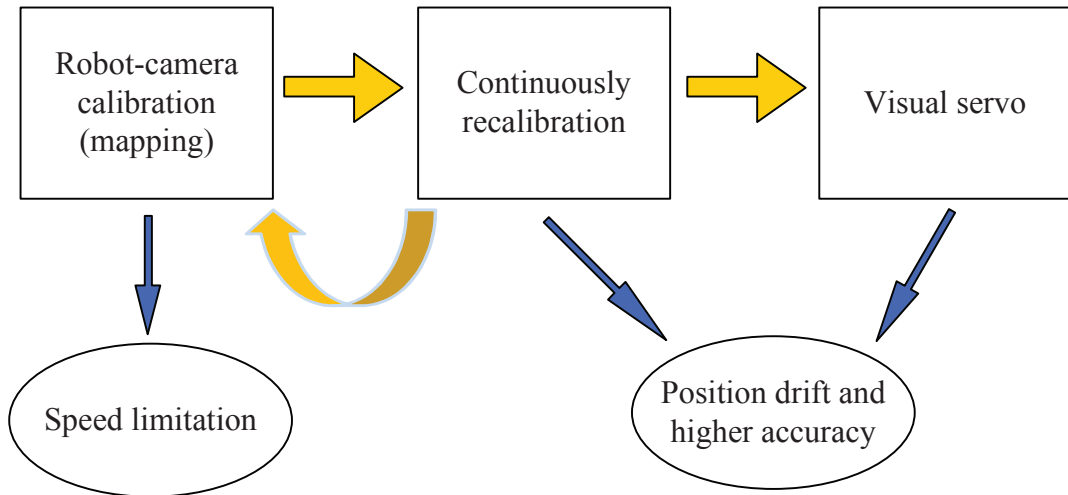 Robot-camera
calibration
(mapping)
Continuously
recalibration
Visual servo
Speed limitation
Position drift and
higher accuracy